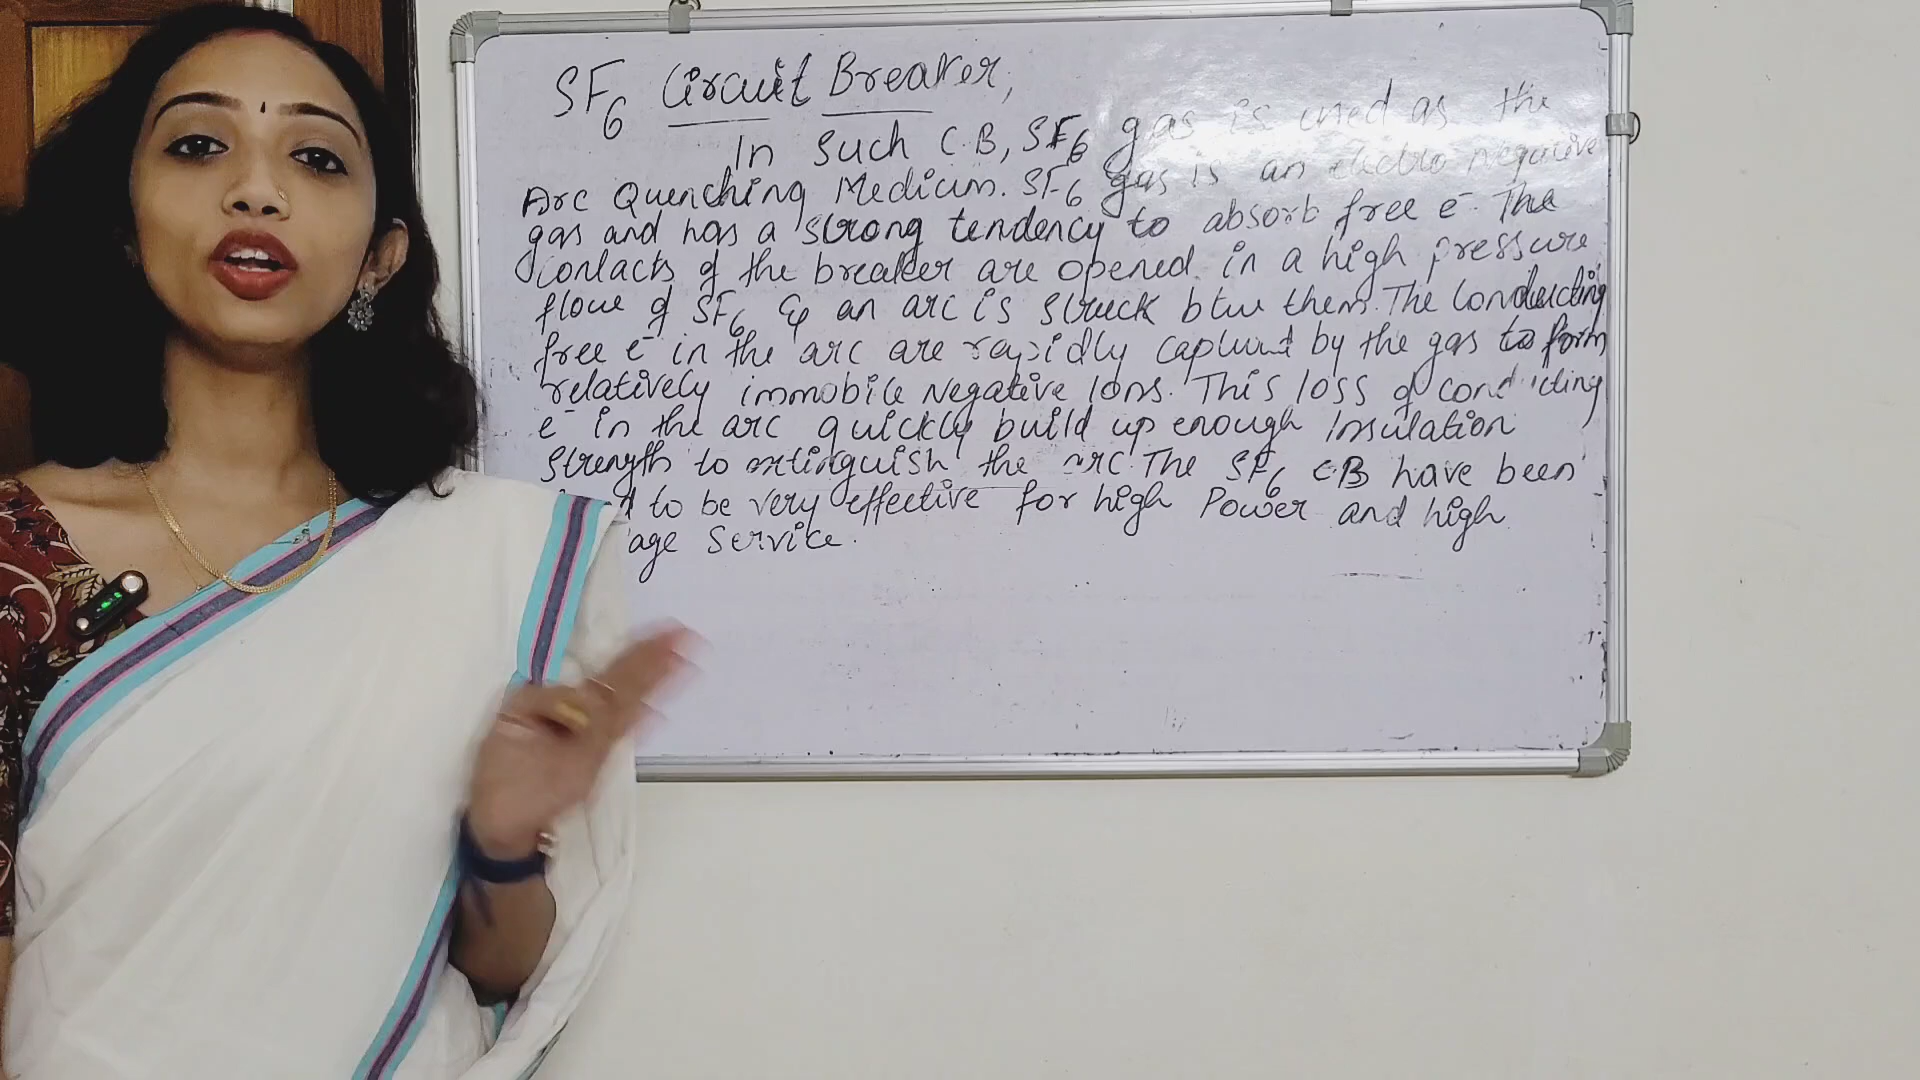 SF6 Circuit Breaker,
In Such C.B, SF6 gas is used as the
Arc Quenching Medium. SF6 gas is an electro Negative
gas and has a strong tendency to absorb free e-. The
contacts of the breaker are opened in a high pressure
flow of SF6 & an arc is struck btw them. The Conducting
free e- in the arc are rapidly captured by the gas to form
relatively immobile Negative Ions. This loss of conducting
e- in the arc quickly build up enough Insulation
Strength to extinguish the arc. The SF6 CB have been
to be very effective for high Power and high
age Service.